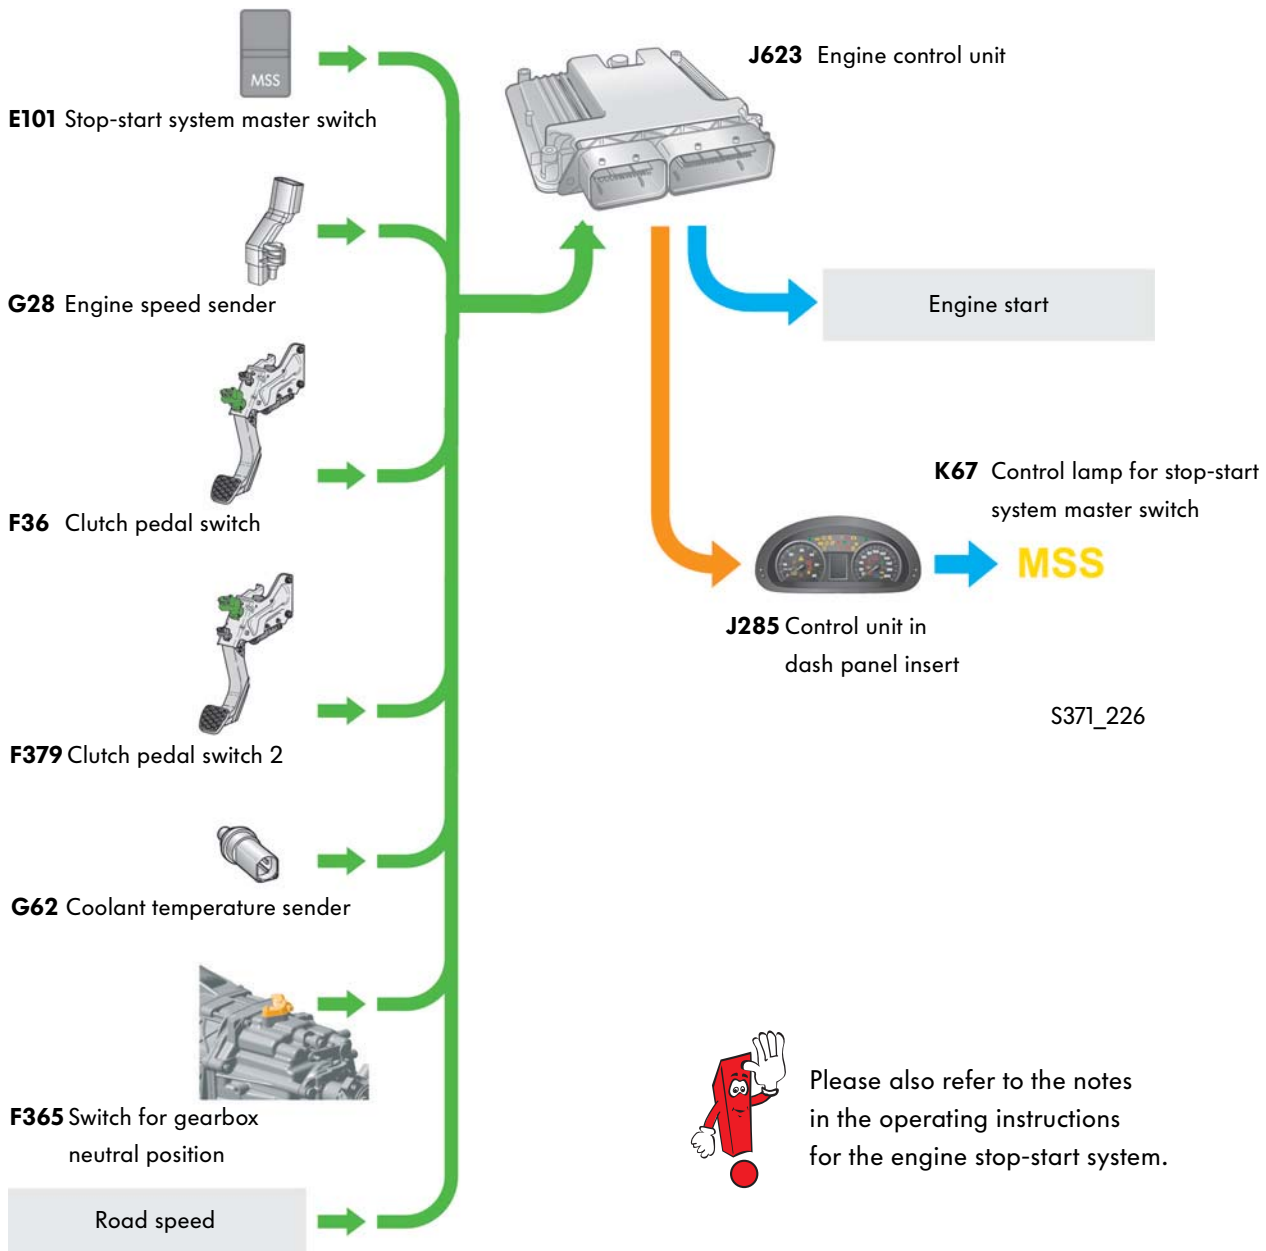 MSS
E101 Stop-start system master switch
G28 Engine speed sender
F36 Clutch pedal switch
F379 Clutch pedal switch 2
G62 Coolant temperature sender
F365 Switch for gearbox
neutral position
Road speed
J623 Engine control unit
Engine start
K67 Control lamp for stop-start
system master switch
MSS
J285 Control unit in
dash panel insert
S371_226
Please also refer to the notes
in the operating instructions
for the engine stop-start system.